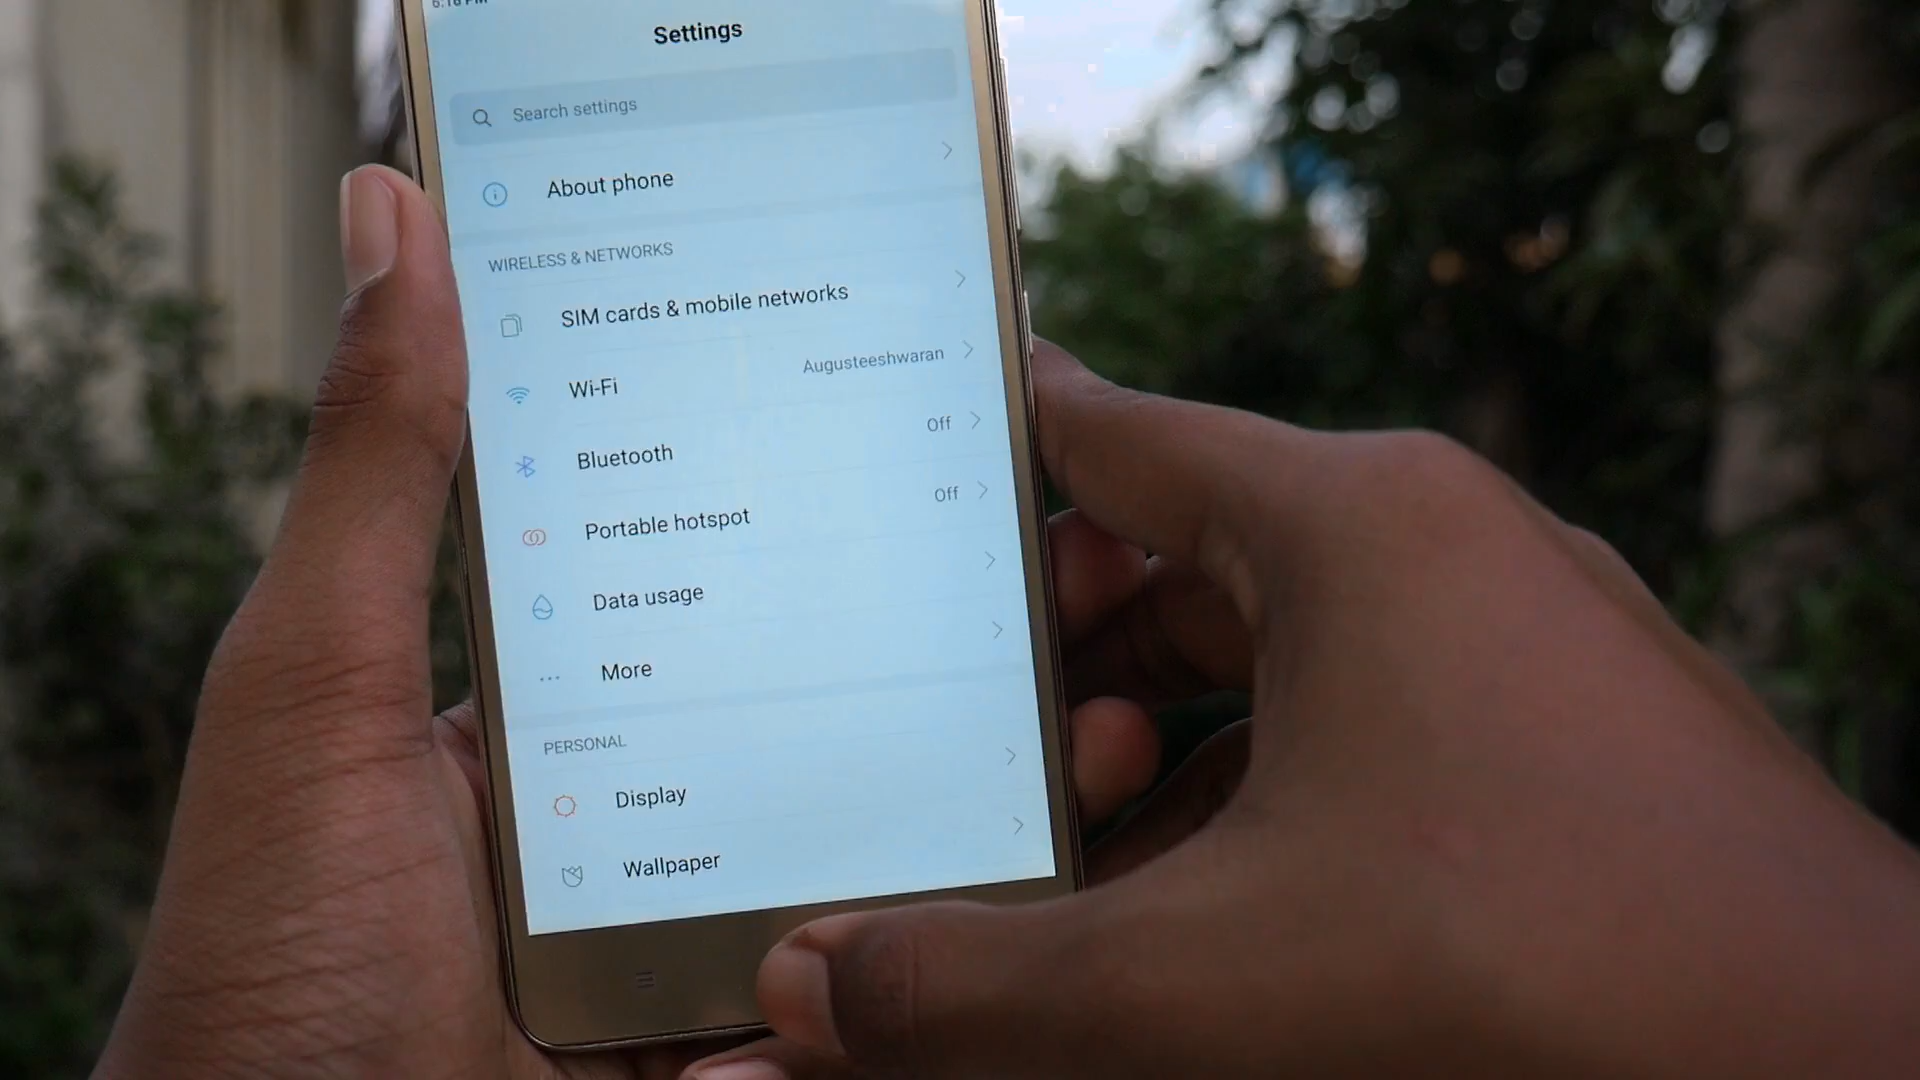 Settings
Search settings
About phone
WIRELESS & NETWORKS
SIM cards & mobile networks
Wi-Fi Augusteeshwaran
Bluetooth Off
Portable hotspot Off
Data usage
More
PERSONAL
Display
Wallpaper